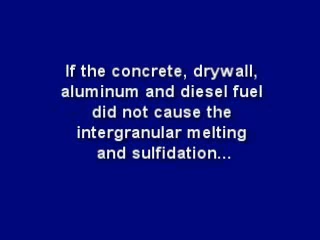 If the concrete, drywall,
aluminum and diesel fuel
did not cause the
intergranular melting
and sulfidation...